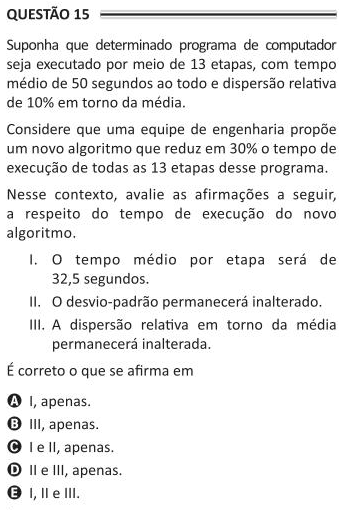 QUESTÃO 15
Suponha que determinado programa de computador
seja executado por meio de 13 etapas, com tempo
médio de 50 segundos ao todo e dispersão relativa
de 10% em torno da média.
Considere que uma equipe de engenharia propõe
um novo algoritmo que reduz em 30% o tempo de
execução de todas as 13 etapas desse programa.
Nesse contexto, avalie as afirmações a seguir,
a respeito do tempo de execução do novo
algoritmo.
I. O tempo médio por etapa será de
32,5 segundos.
II. O desvio-padrão permanecerá inalterado.
III. A dispersão relativa em torno da média
permanecerá inalterada.
É correto o que se afirma em
A I, apenas.
B III, apenas.
C I e II, apenas.
D II e III, apenas.
E I, II e III.